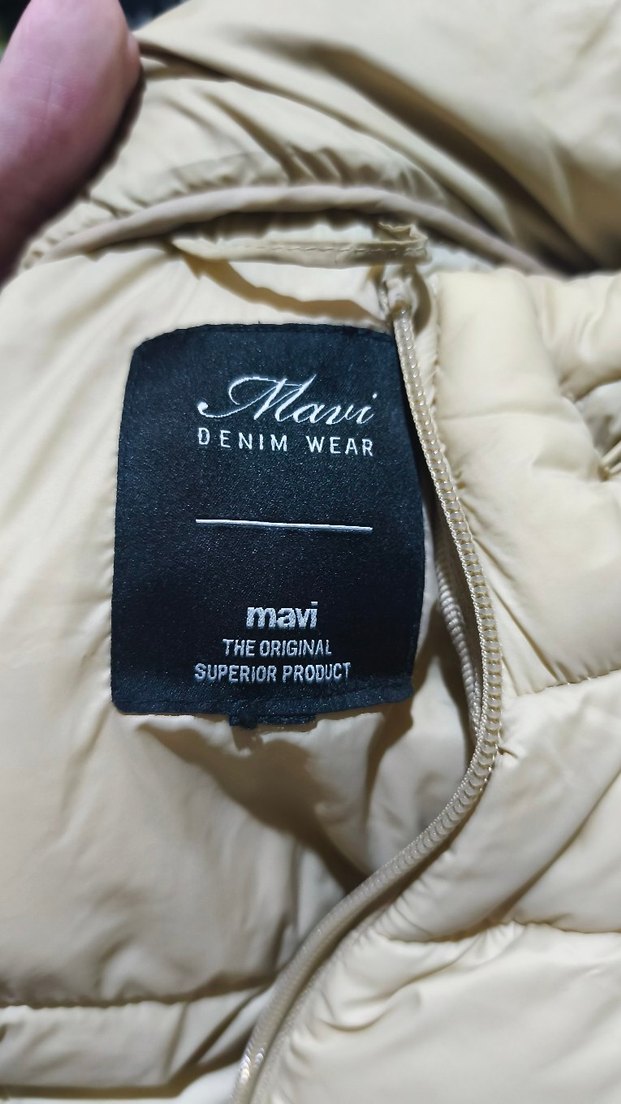 Mavi
DENIM WEAR
mavi
THE ORIGINAL
SUPERIOR PRODUCT